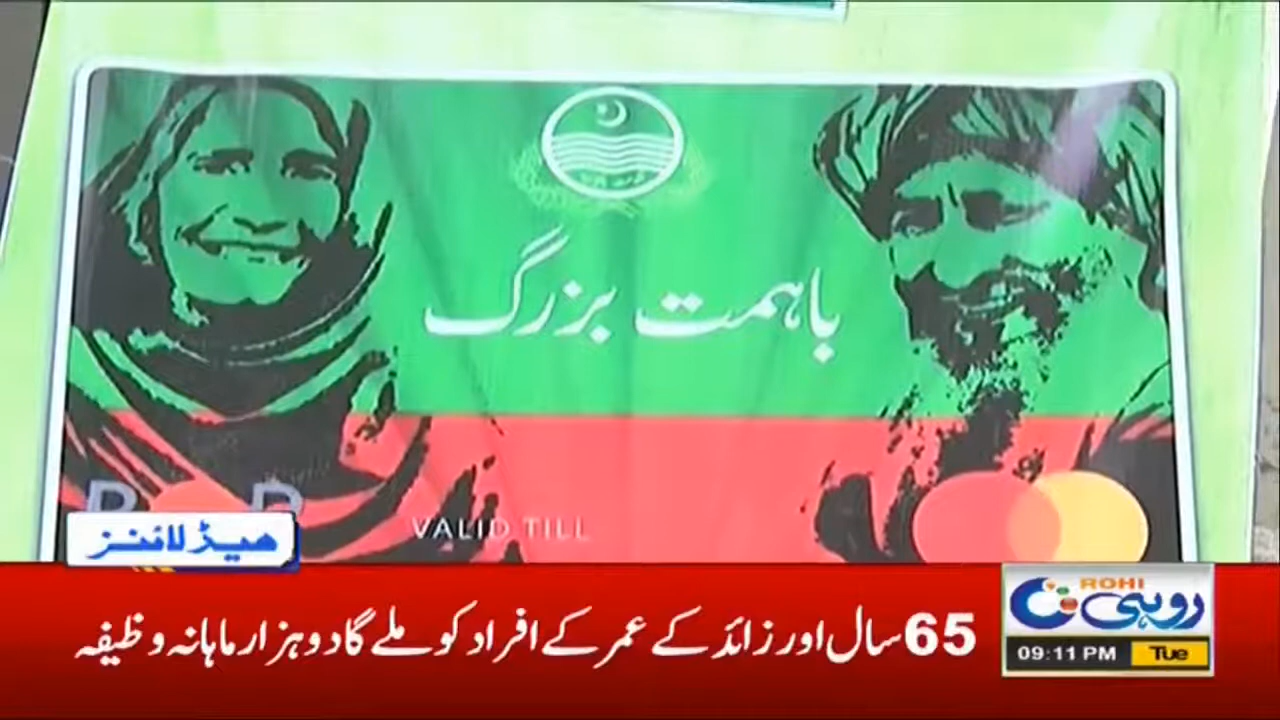 باہمت بزرگ
VALID TILL
ہیڈ لائنز
65 سال اور زائد کے عمر کے افراد کو ملے گا دو ہزار ماہانہ وظیفہ
ROHI
روہی
09:11 PM Tue